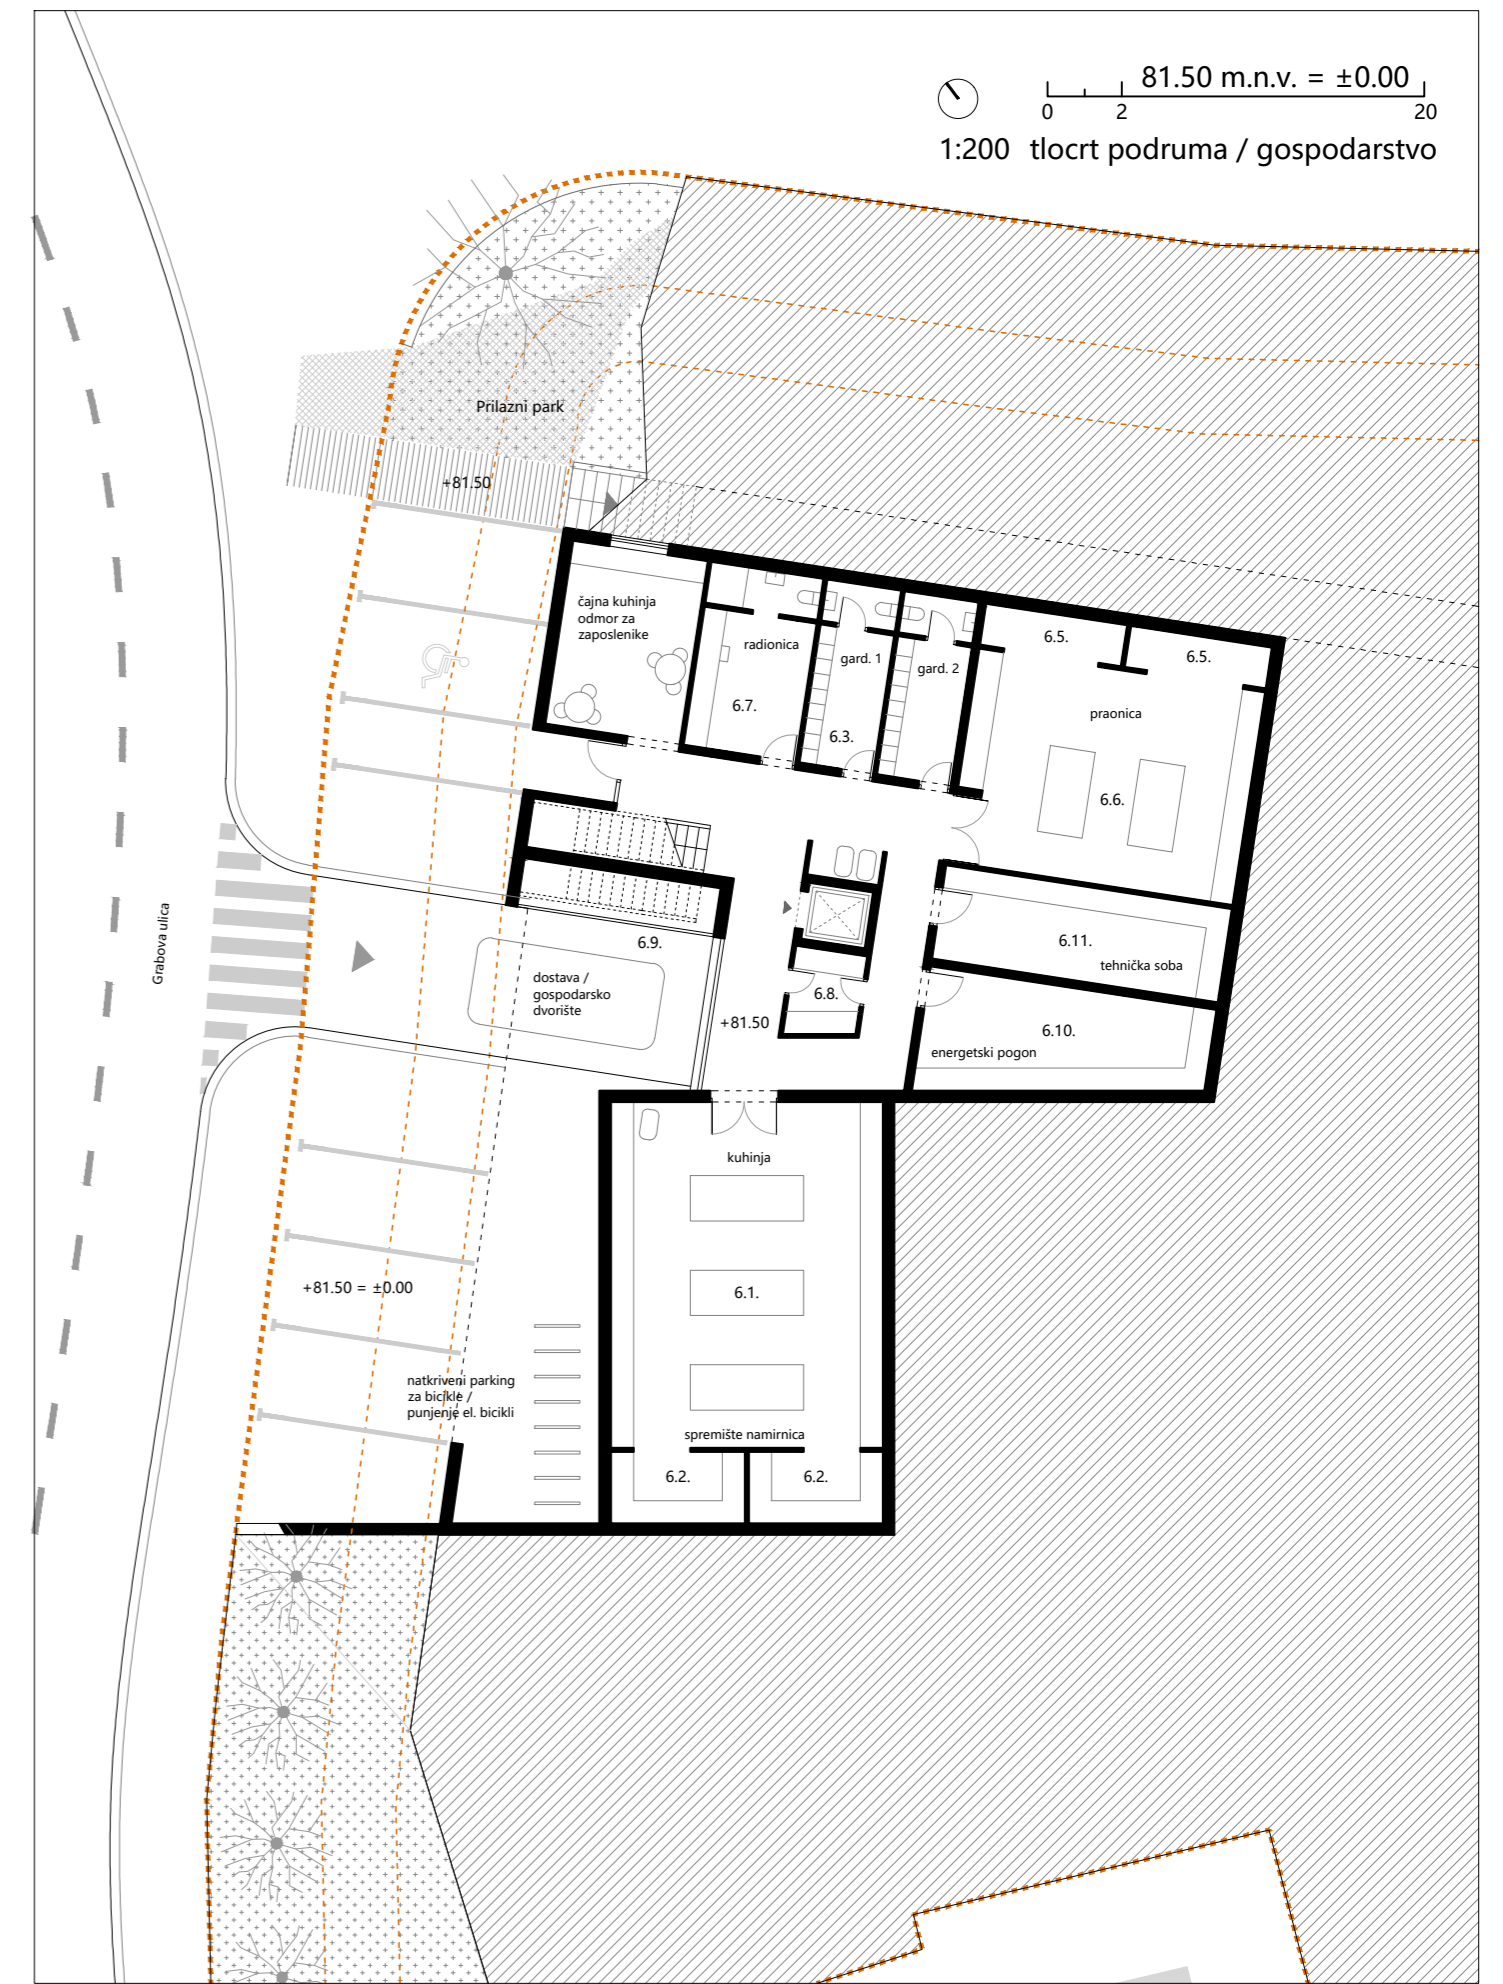 81.50 m.n.v. = ±0.00
0 2 20
1:200 tlocrt podruma / gospodarstvo
Prilazni park
+81.50
čajna kuhinja
odmor za
zaposlenike
radionica
6.7.
gard. 1
6.3.
gard. 2
6.5.
6.5.
praonica
6.6.
Grabova ulica
6.9.
dostava /
gospodarsko
dvorište
6.8.
+81.50
6.11.
tehnička soba
6.10.
energetski pogon
kuhinja
6.1.
+81.50 = ±0.00
natkriveni parking
za bicikle /
punjenje el. bicikli
spremište namirnica
6.2.
6.2.